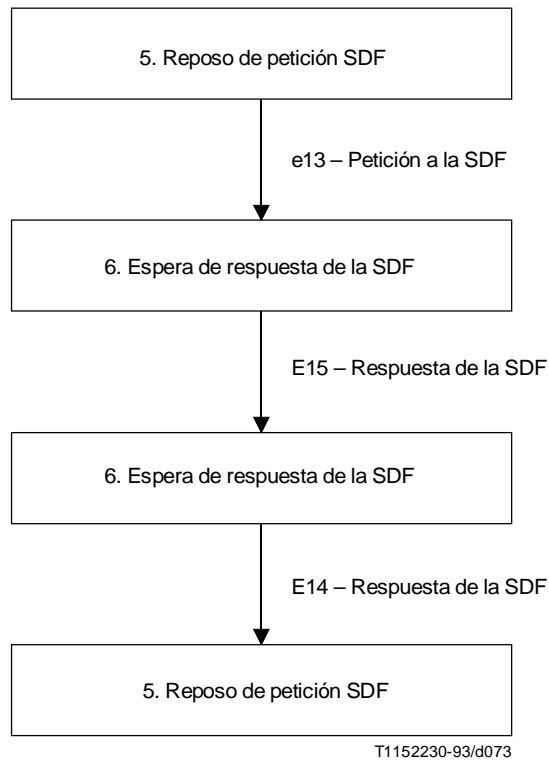 5. Reposo de petición SDF
e13 – Petición a la SDF
6. Espera de respuesta de la SDF
E15 – Respuesta de la SDF
6. Espera de respuesta de la SDF
E14 – Respuesta de la SDF
5. Reposo de petición SDF
T1152230-93/d073